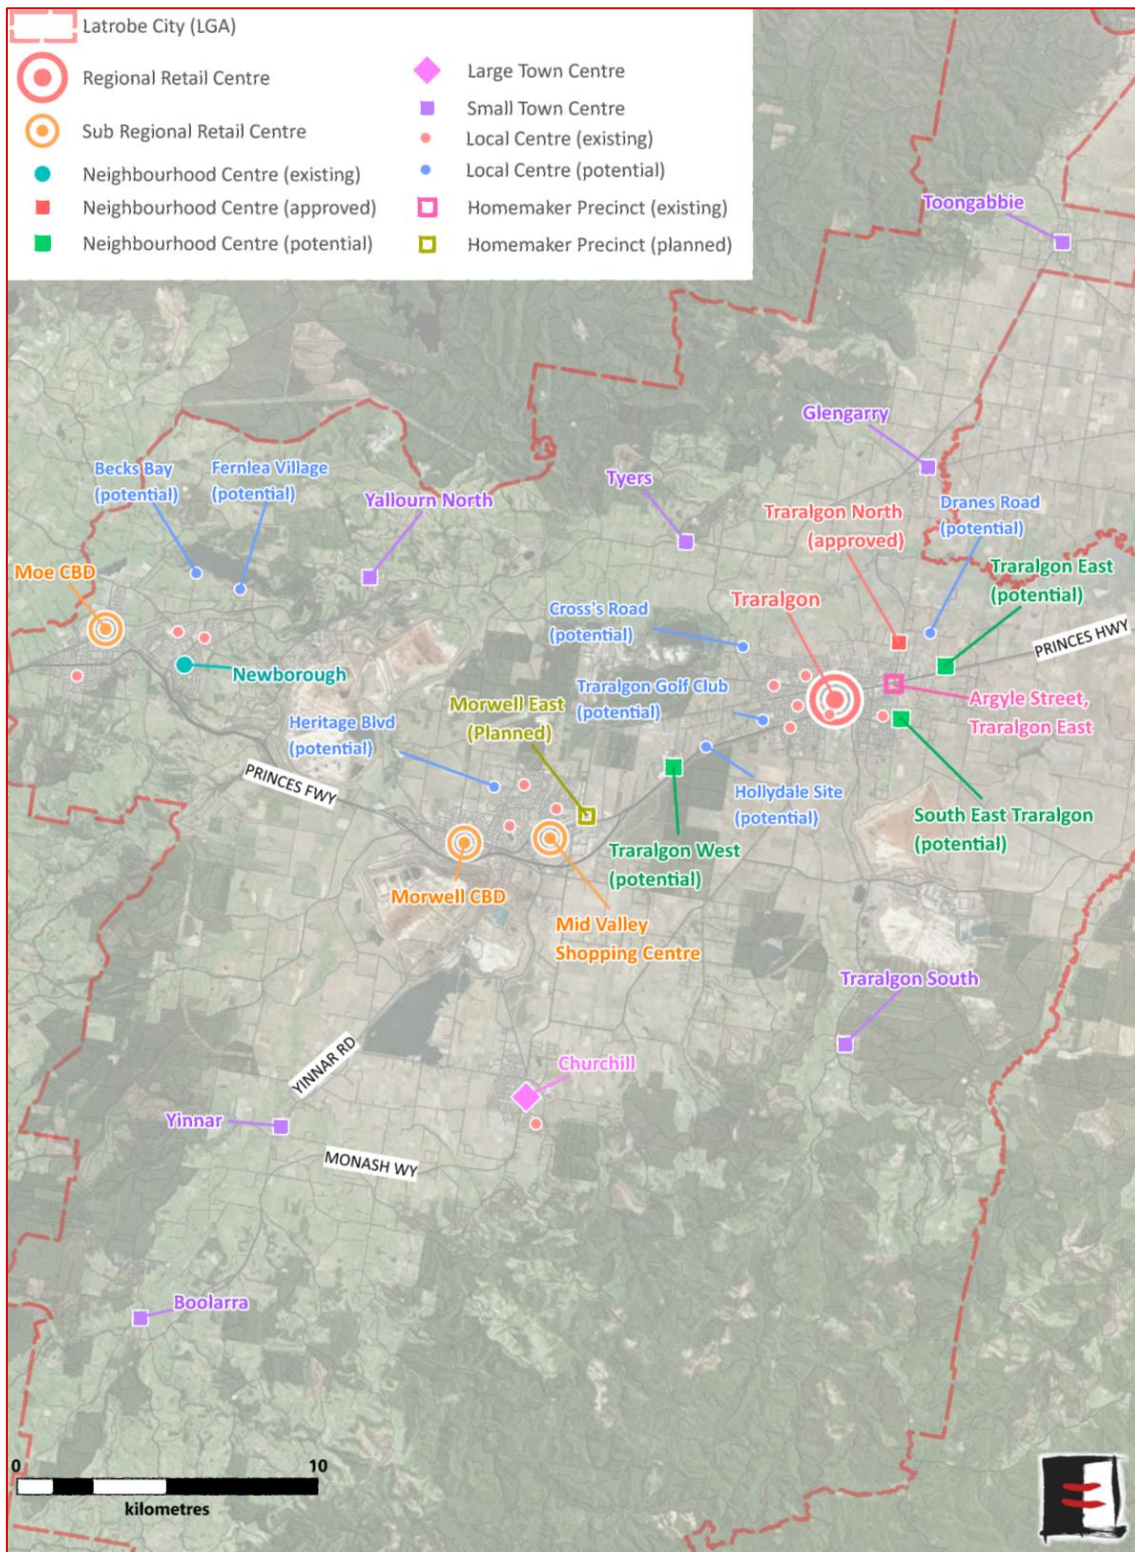 Latrobe City (LGA)
Regional Retail Centre
Sub Regional Retail Centre
Neighbourhood Centre (existing)
Neighbourhood Centre (approved)
Neighbourhood Centre (potential)
Large Town Centre
Small Town Centre
Local Centre (existing)
Local Centre (potential)
Homemaker Precinct (existing)
Homemaker Precinct (planned)
Toongabbie
Glengarry
Becks Bay
(potential)
Fernlea Village
(potential)
Yallourn North
Tyers
Traralgon North
(approved)
Dranes Road
(potential)
Moe CBD
Traralgon East
(potential)
Cross's Road
(potential)
Traralgon
PRINCES HWY
Newborough
Traralgon Golf Club
(potential)
Argyle Street,
Traralgon East
Morwell East
(Planned)
Heritage Blvd
(potential)
PRINCES FWY
Hollydale Site
(potential)
South East Traralgon
(potential)
Traralgon West
(potential)
Morwell CBD
Mid Valley
Shopping Centre
Traralgon South
YINNAR RD
Churchill
Yinnar
MONASH WY
Boolarra
0 10
kilometres